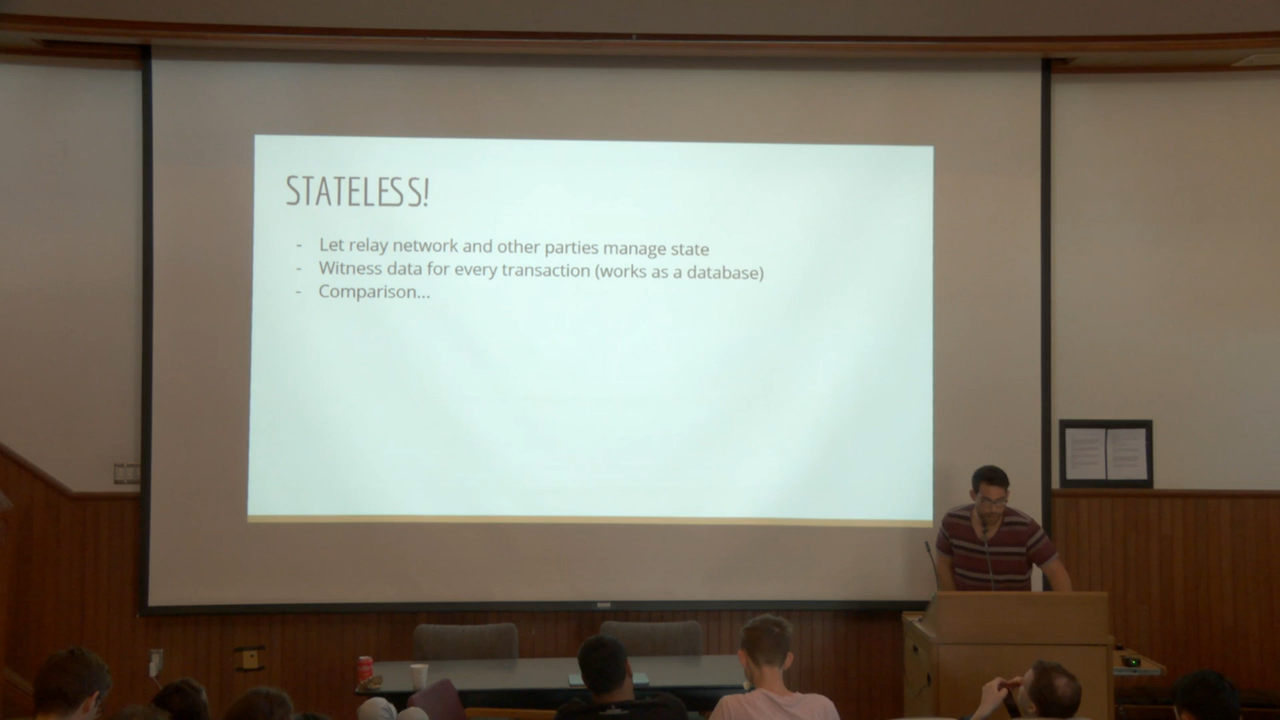 STATELESS!
- Let relay network and other parties manage state
- Witness data for every transaction (works as a database)
- Comparison...